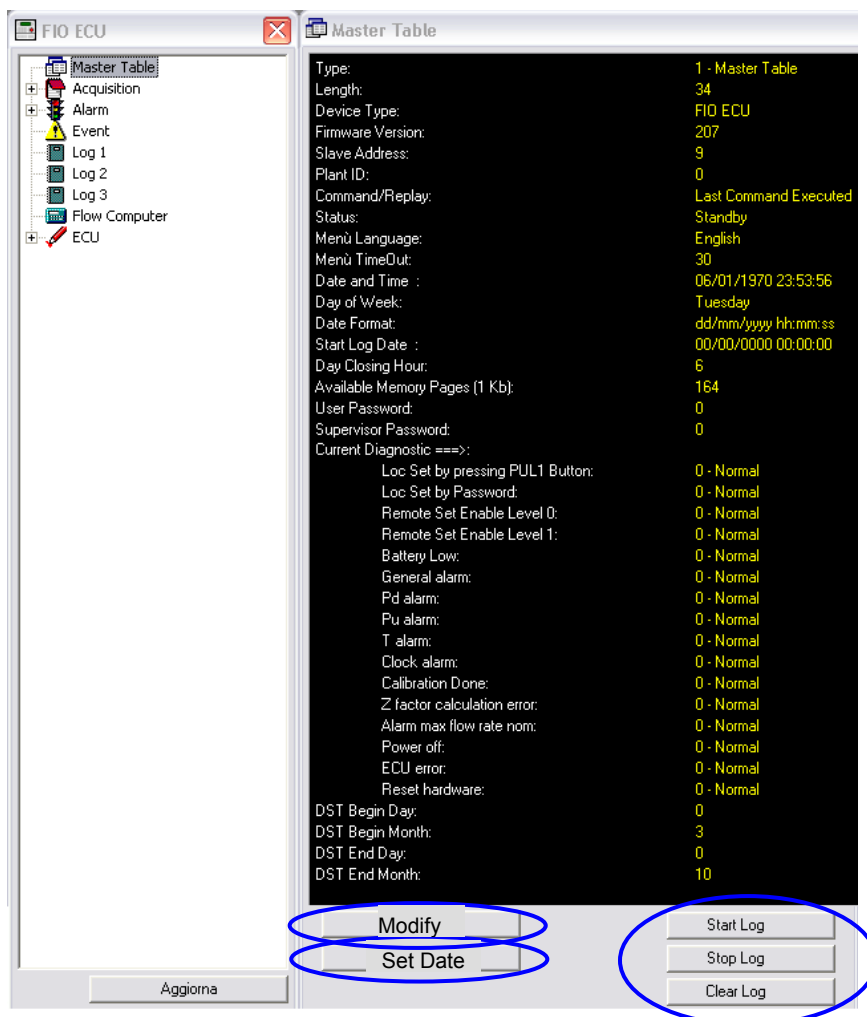 FIO ECU
Master Table
Acquisition
Alarm
Event
Log 1
Log 2
Log 3
Flow Computer
ECU
Aggiorna
Master Table
Type: 1 - Master Table
Length: 34
Device Type: FIO ECU
Firmware Version: 207
Slave Address: 9
Plant ID: 0
Command/Replay: Last Command Executed
Status: Standby
Menù Language: English
Menù TimeOut: 30
Date and Time : 06/01/1970 23:53:56
Day of Week: Tuesday
Date Format: dd/mm/yyyy hh:mm:ss
Start Log Date : 00/00/0000 00:00:00
Day Closing Hour: 6
Available Memory Pages (1 Kb): 164
User Password: 0
Supervisor Password: 0
Current Diagnostic ===>:
Loc Set by pressing PUL1 Button: 0 - Normal
Loc Set by Password: 0 - Normal
Remote Set Enable Level 0: 0 - Normal
Remote Set Enable Level 1: 0 - Normal
Battery Low: 0 - Normal
General alarm: 0 - Normal
Pd alarm: 0 - Normal
Pu alarm: 0 - Normal
T alarm: 0 - Normal
Clock alarm: 0 - Normal
Calibration Done: 0 - Normal
Z factor calculation error: 0 - Normal
Alarm max flow rate nom: 0 - Normal
Power off: 0 - Normal
ECU error: 0 - Normal
Reset hardware: 0 - Normal
DST Begin Day: 0
DST Begin Month: 3
DST End Day: 0
DST End Month: 10
Modify
Set Date
Start Log
Stop Log
Clear Log